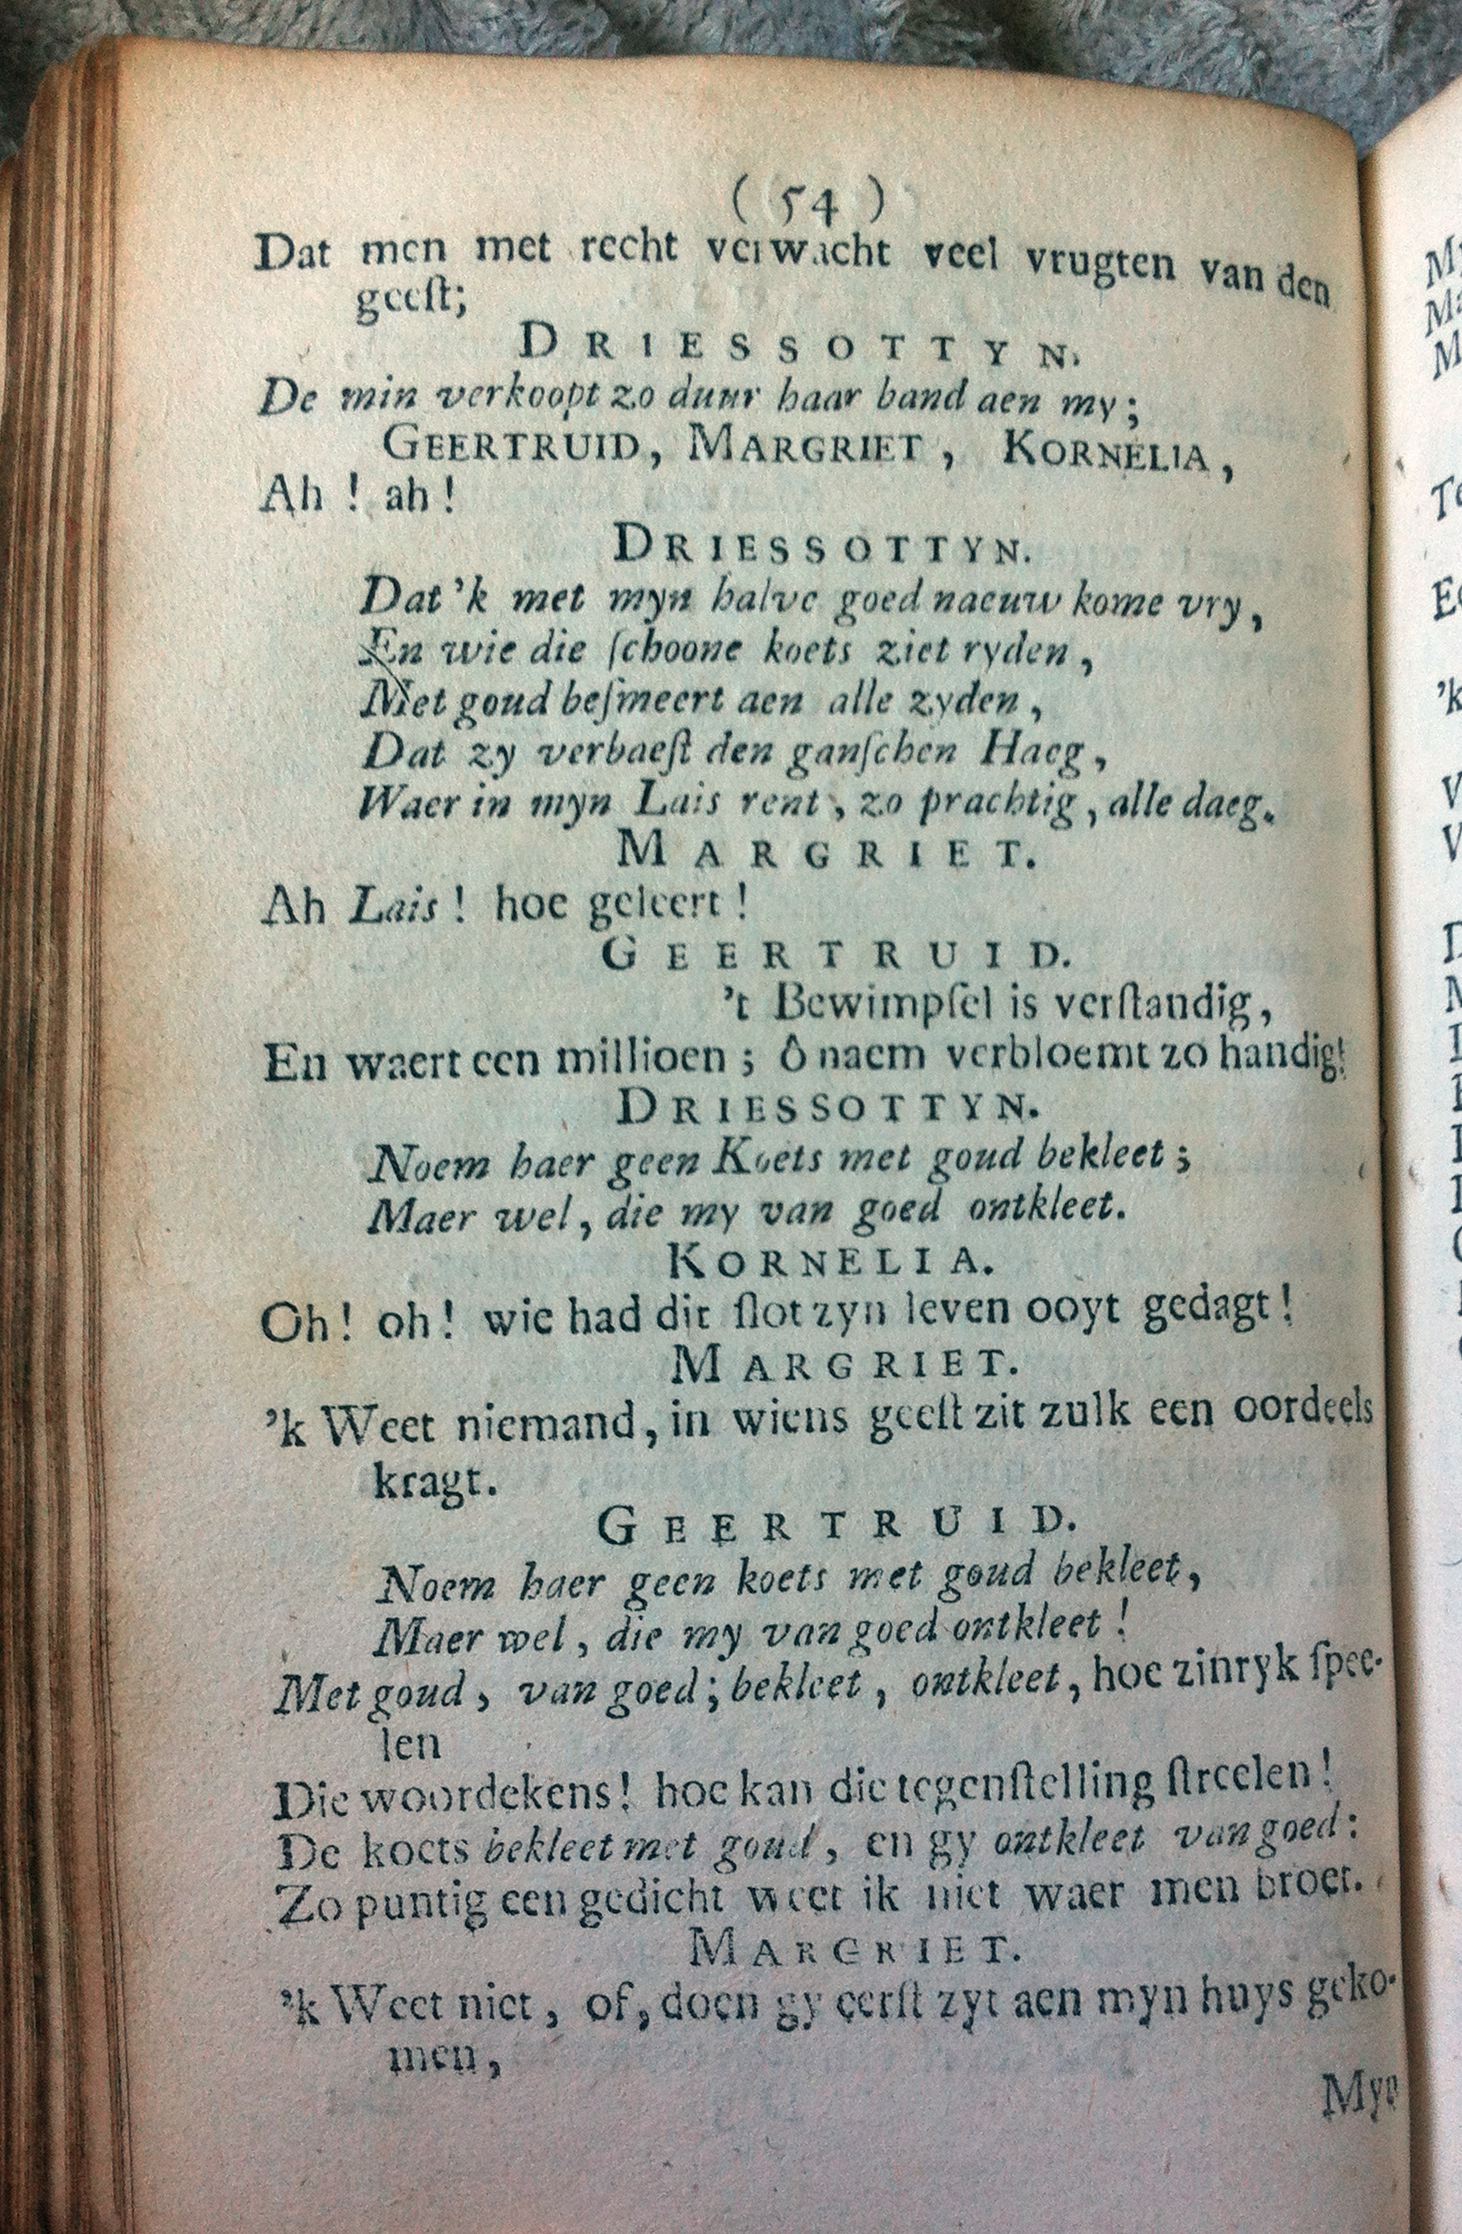 ( 54 )
Dat men met recht verwacht veel vrugten van den
geeſt;
DRIESSOTTYN.
De min verkoopt zo duur haar band aen my;
GEERTRUID, MARGRIET, KORNELIA,
Ah! ah!
DRIESSOTTYN.
Dat 'k met myn halve goed naeuw kome vry,
En wie die ſchoone koets ziet ryden,
Met goud beſmeert aen alle zyden,
Dat zy verbaeſt den ganſchen Haeg,
Waer in myn Lais rent, zo prachtig, alle daeg.
MARGRIET.
Ah Lais! hoe geleert!
GEERTRUID.
't Bewimpſel is verſtandig,
En waert een millioen; ô naem verbloemt zo handig!
DRIESSOTTYN.
Noem haer geen Koets met goud bekleet;
Maer wel, die my van goed ontkleet.
KORNELIA.
Oh! oh! wie had dit ſlot zyn leven ooyt gedagt!
MARGRIET.
'k Weet niemand, in wiens geeſt zit zulk een oordeels
kragt.
GEERTRUID.
Noem haer geen koets met goud bekleet,
Maer wel, die my van goed ontkleet!
Met goud, van goed; bekleet, ontkleet, hoe zinryk ſpee-
len
Die woordekens! hoe kan die tegenſtelling ſtreelen!
De koets bekleet met goud, en gy ontkleet van goed:
Zo puntig een gedicht weet ik niet waer men broet.
MARGRIET.
'k Weet niet, of, doen gy eerſt zyt aen myn huys geko-
men,
Myn
My
Ma
M
Te
'k
V
V